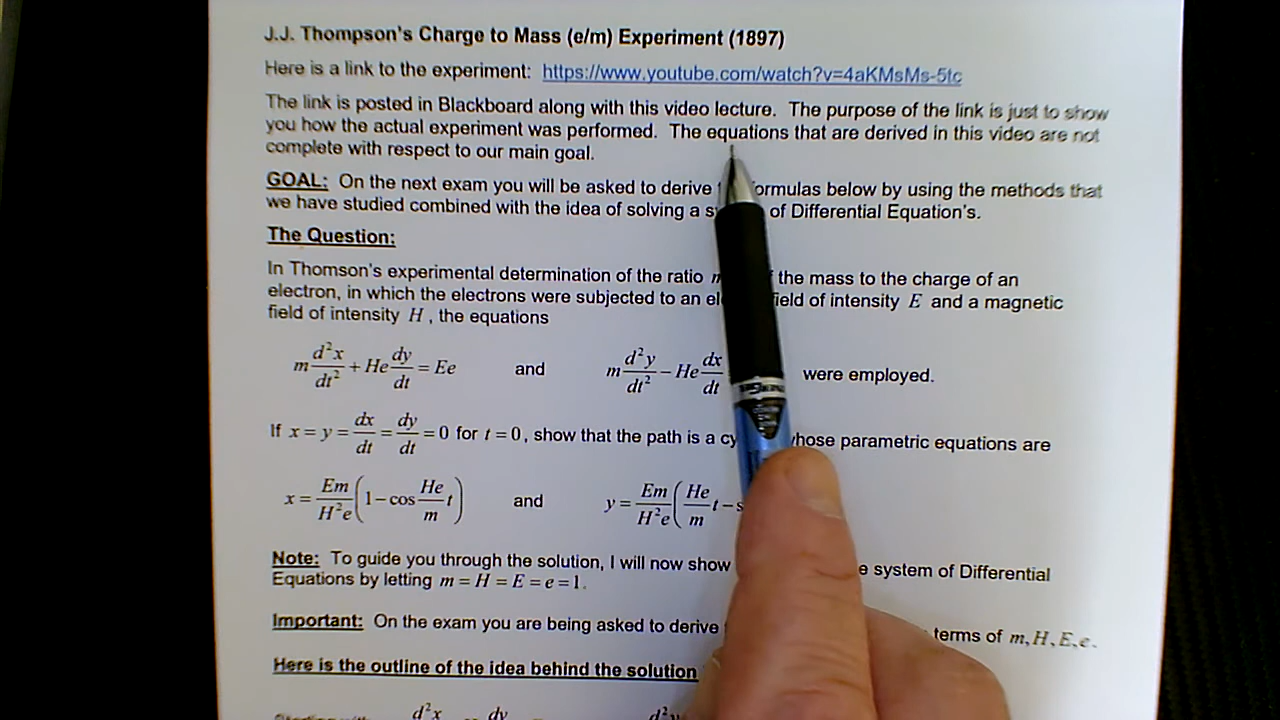 J.J. Thompson's Charge to Mass (e/m) Experiment (1897)
Here is a link to the experiment: https://www.youtube.com/watch?v=4aKMsMs-5tc
The link is posted in Blackboard along with this video lecture. The purpose of the link is just to show
you how the actual experiment was performed. The equations that are derived in this video are not
complete with respect to our main goal.
GOAL: On the next exam you will be asked to derive formulas below by using the methods that
we have studied combined with the idea of solving a of Differential Equation's.
The Question:
In Thomson's experimental determination of the ratio the mass to the charge of an
electron, in which the electrons were subjected to an field of intensity E and a magnetic
field of intensity H , the equations
m d²x/dt² + He dy/dt = Ee and m d²y/dt² − He dx/dt were employed.
If x = y = dx/dt = dy/dt = 0 for t = 0, show that the path is a whose parametric equations are
x = Em/H²e (1 − cos He/m t) and y = Em/H²e ( He/m t −
Note: To guide you through the solution, I will now show system of Differential
Equations by letting m = H = E = e = 1.
Important: On the exam you are being asked to derive terms of m, H, E, e.
Here is the outline of the idea behind the solution
d²x dy